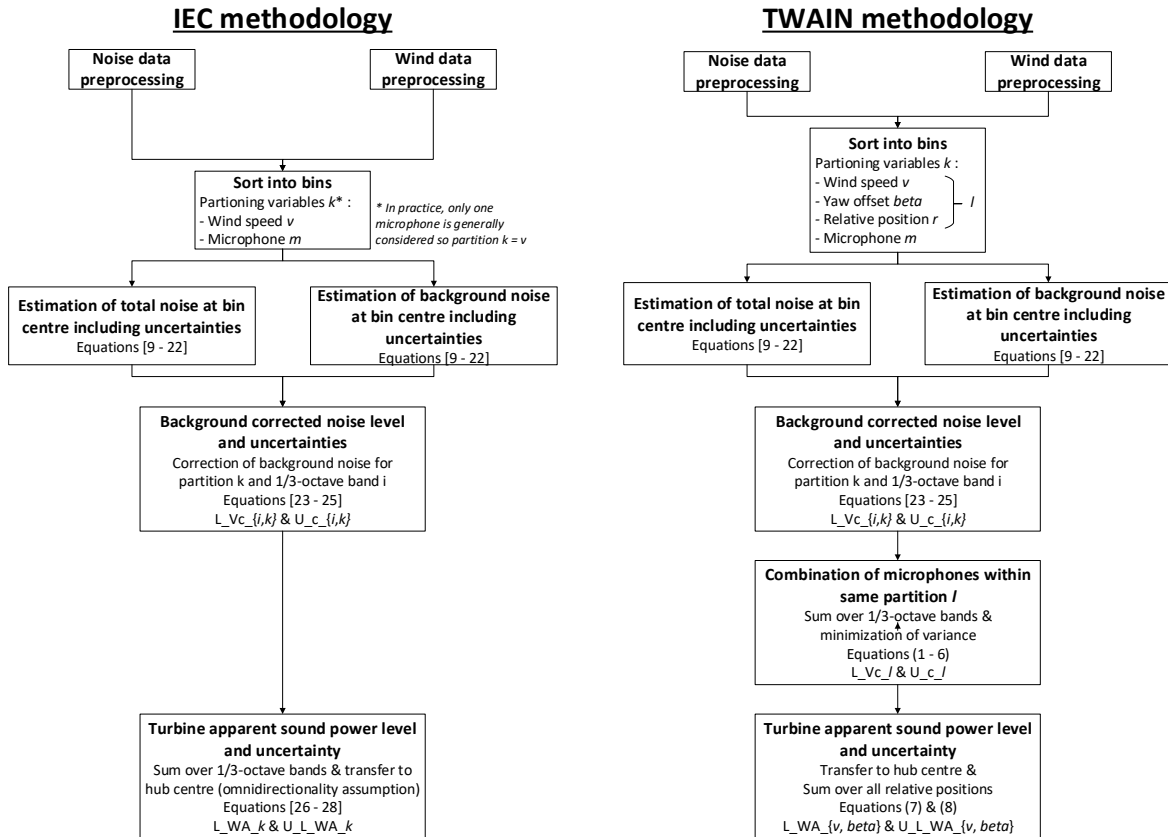 IEC methodology
Noise data
preprocessing
Wind data
preprocessing
Sort into bins
Partioning variables k* :
- Wind speed v
- Microphone m
* In practice, only one
microphone is generally
considered so partition k = v
Estimation of total noise at bin
centre including uncertainties
Equations [9 - 22]
Estimation of background noise
at bin centre including
uncertainties
Equations [9 - 22]
Background corrected noise level
and uncertainties
Correction of background noise for
partition k and 1/3-octave band i
Equations [23 - 25]
L_Vc_{i,k} & U_c_{i,k}
Turbine apparent sound power level
and uncertainty
Sum over 1/3-octave bands & transfer to
hub centre (omnidirectionality assumption)
Equations [26 - 28]
L_WA_k & U_L_WA_k
TWAIN methodology
Noise data
preprocessing
Wind data
preprocessing
Sort into bins
Partioning variables k :
- Wind speed v
- Yaw offset beta
- Relative position r
- Microphone m
l
Estimation of total noise at bin
centre including uncertainties
Equations [9 - 22]
Estimation of background noise
at bin centre including
uncertainties
Equations [9 - 22]
Background corrected noise level
and uncertainties
Correction of background noise for
partition k and 1/3-octave band i
Equations [23 - 25]
L_Vc_{i,k} & U_c_{i,k}
Combination of microphones within
same partition l
Sum over 1/3-octave bands &
minimization of variance
Equations (1 - 6)
L_Vc_l & U_c_l
Turbine apparent sound power level
and uncertainty
Transfer to hub centre &
Sum over all relative positions
Equations (7) & (8)
L_WA_{v, beta} & U_L_WA_{v, beta}